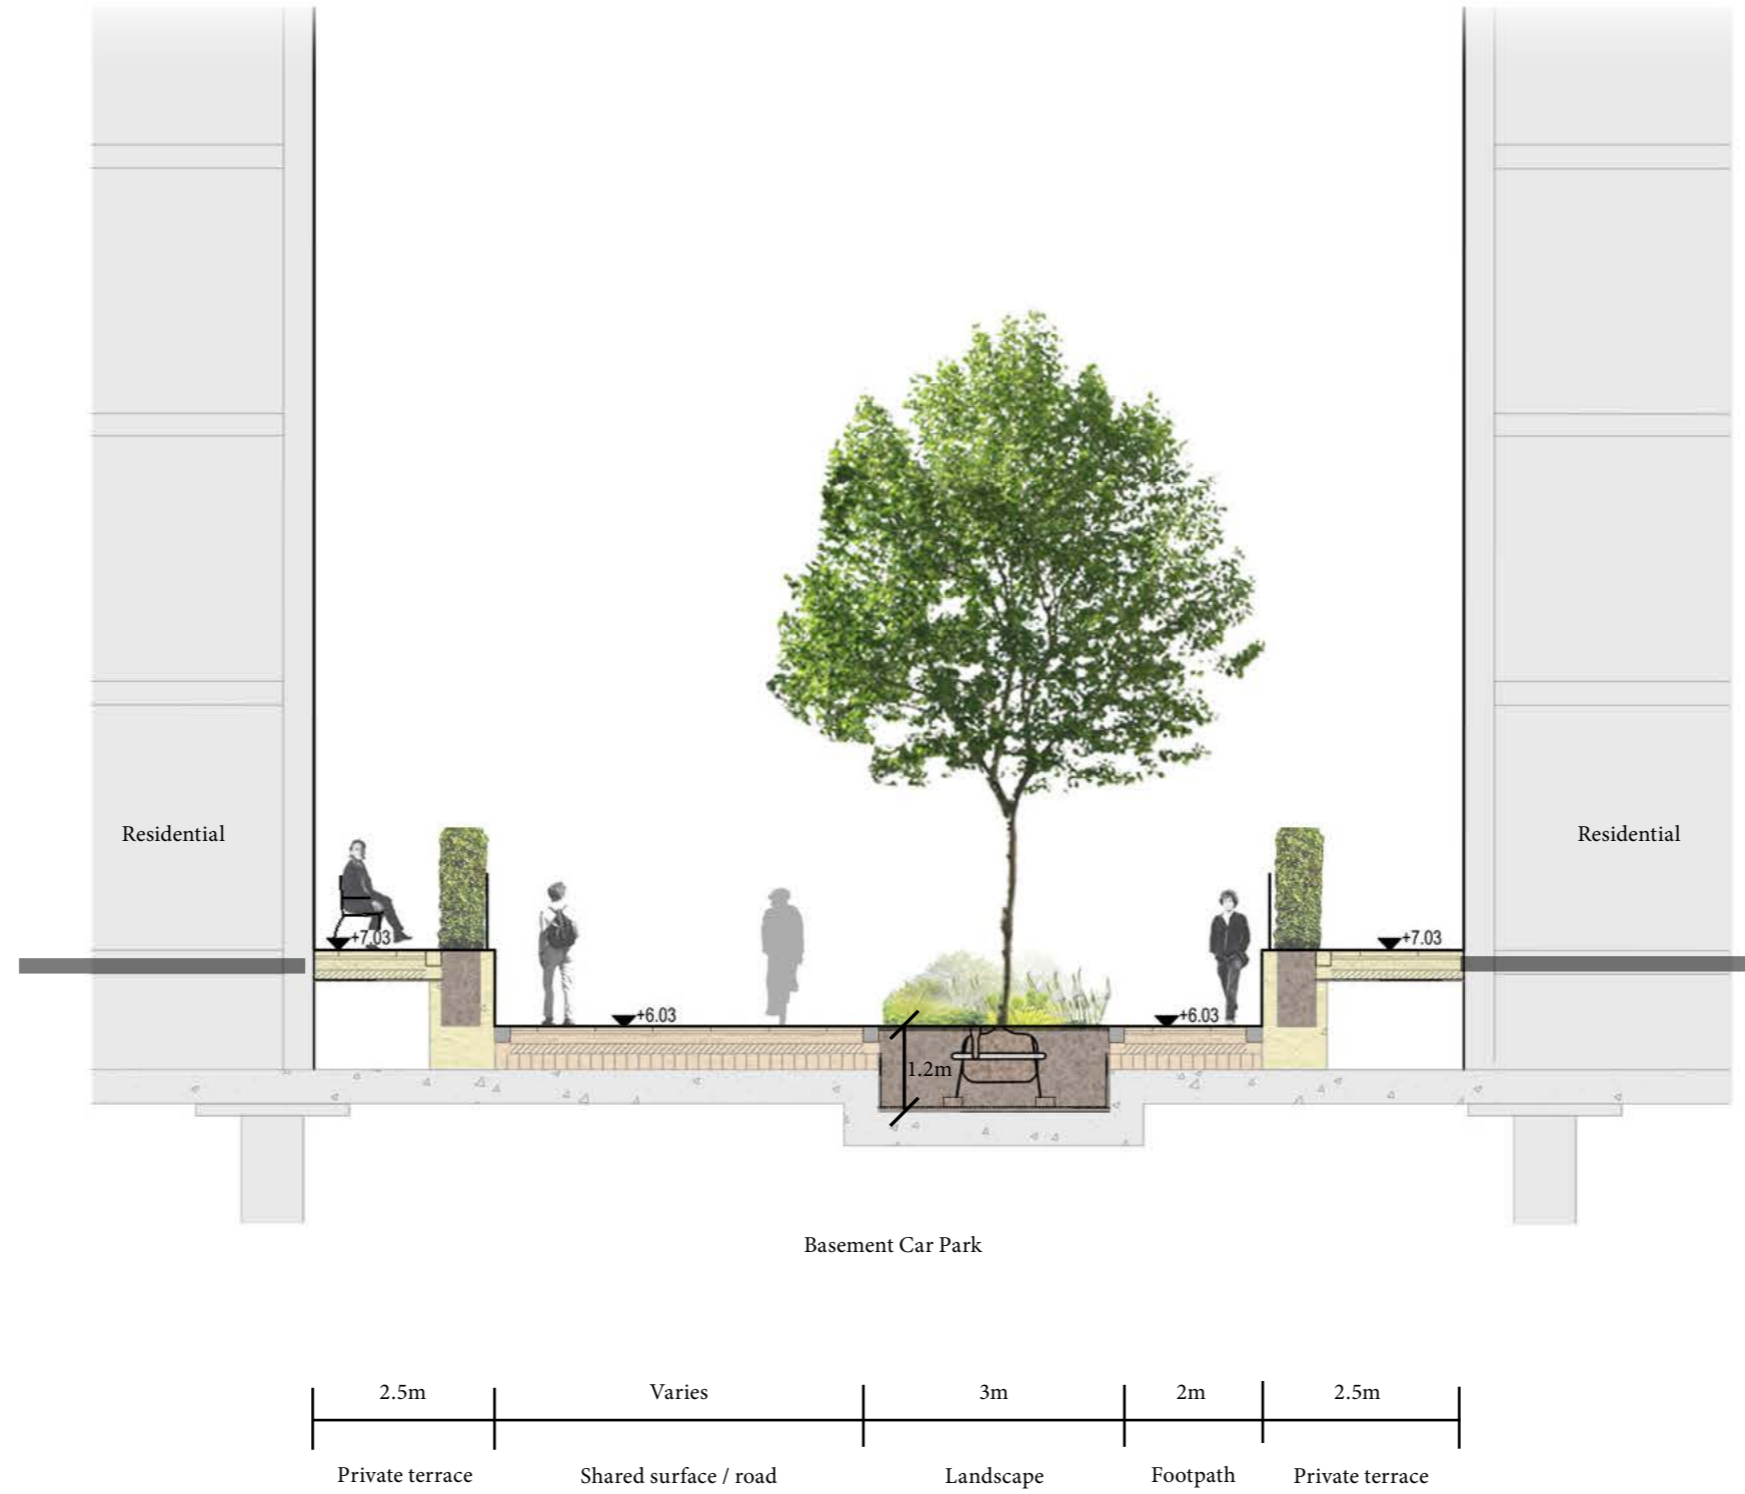 Residential
Residential
+7.03
+7.03
+6.03
+6.03
1.2m
Basement Car Park
2.5m
Varies
3m
2m
2.5m
Private terrace
Shared surface / road
Landscape
Footpath
Private terrace